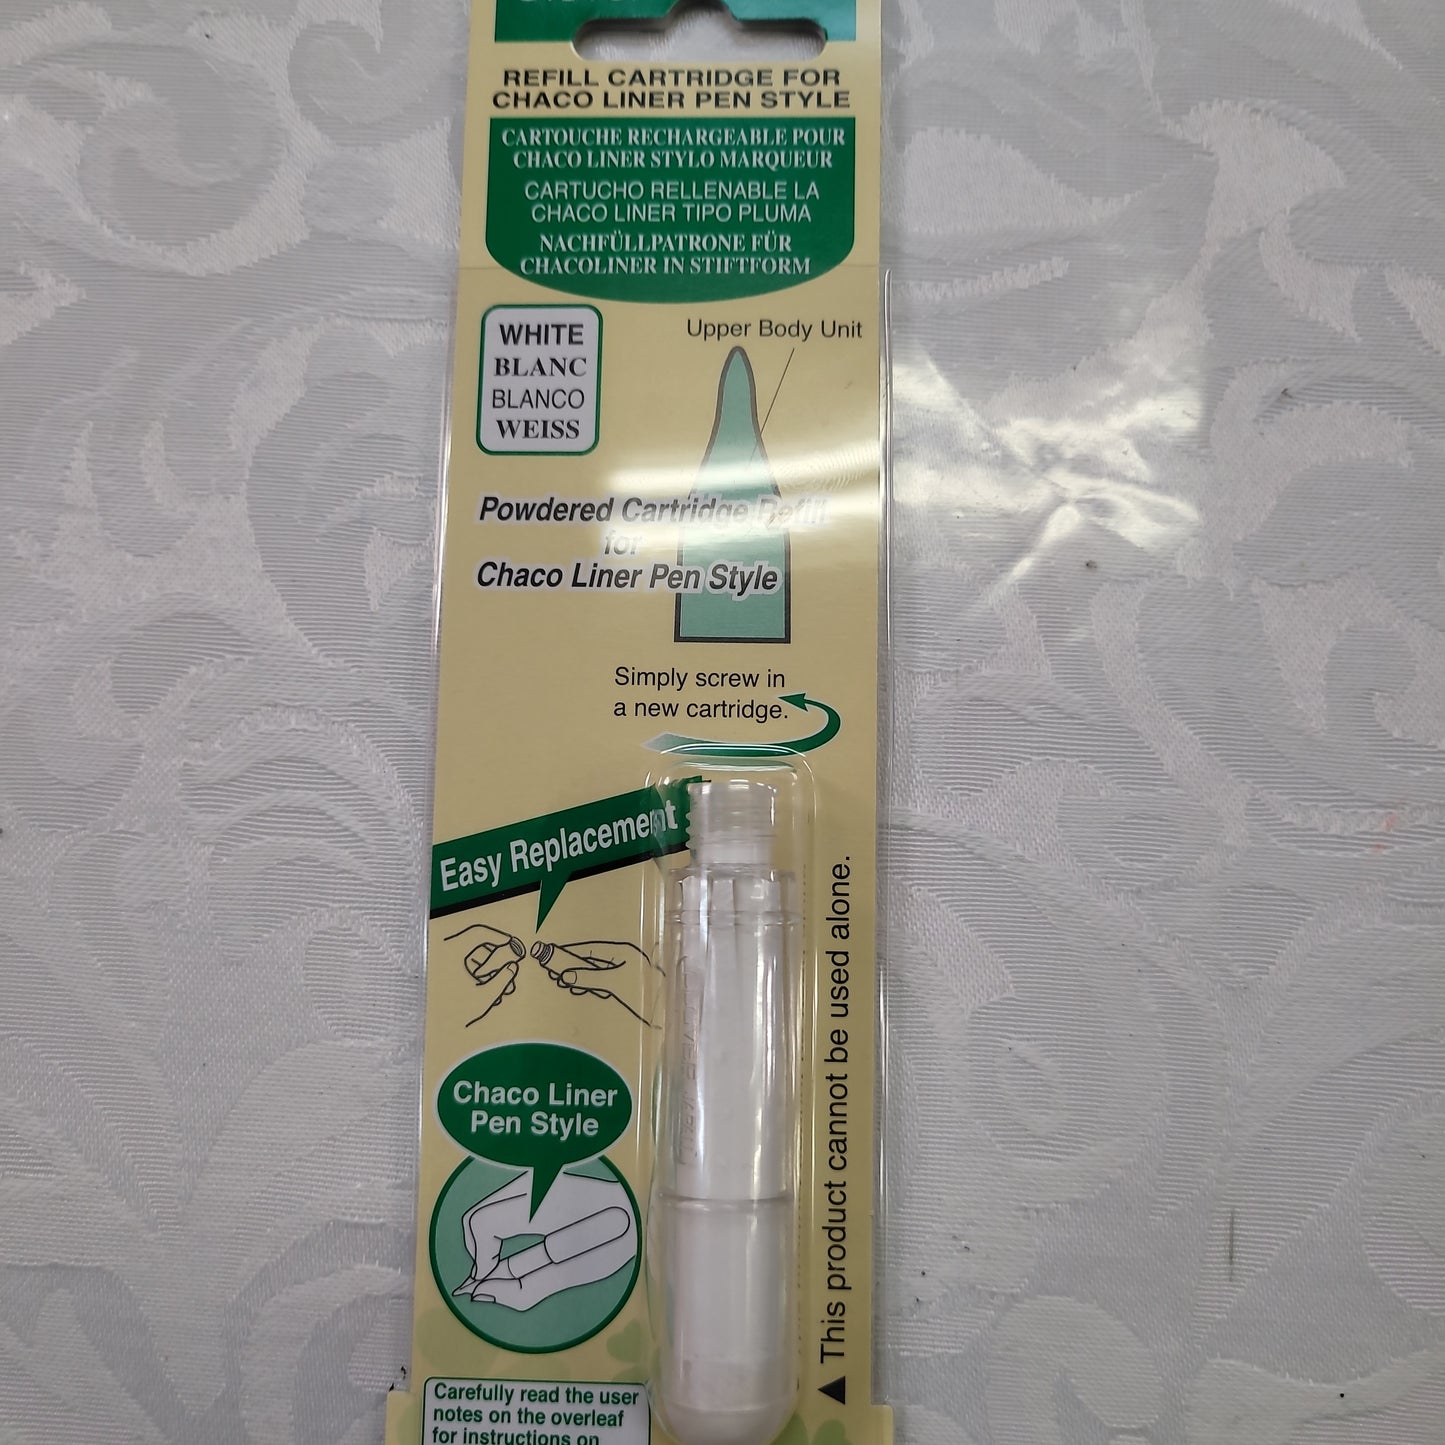 REFILL CARTRIDGE FOR
CHACO LINER PEN STYLE
CARTOUCHE RECHARGEABLE POUR
CHACO LINER STYLO MARQUEUR
CARTUCHO RELLENABLE LA
CHACO LINER TIPO PLUMA
NACHFÜLLPATRONE FÜR
CHACOLINER IN STIFTFORM
WHITE
BLANC
BLANCO
WEISS
Upper Body Unit
Powdered Cartridge Refill
for
Chaco Liner Pen Style
Simply screw in
a new cartridge.
Easy Replacement
Chaco Liner
Pen Style
▲ This product cannot be used alone.
Carefully read the user
notes on the overleaf
for instructions on